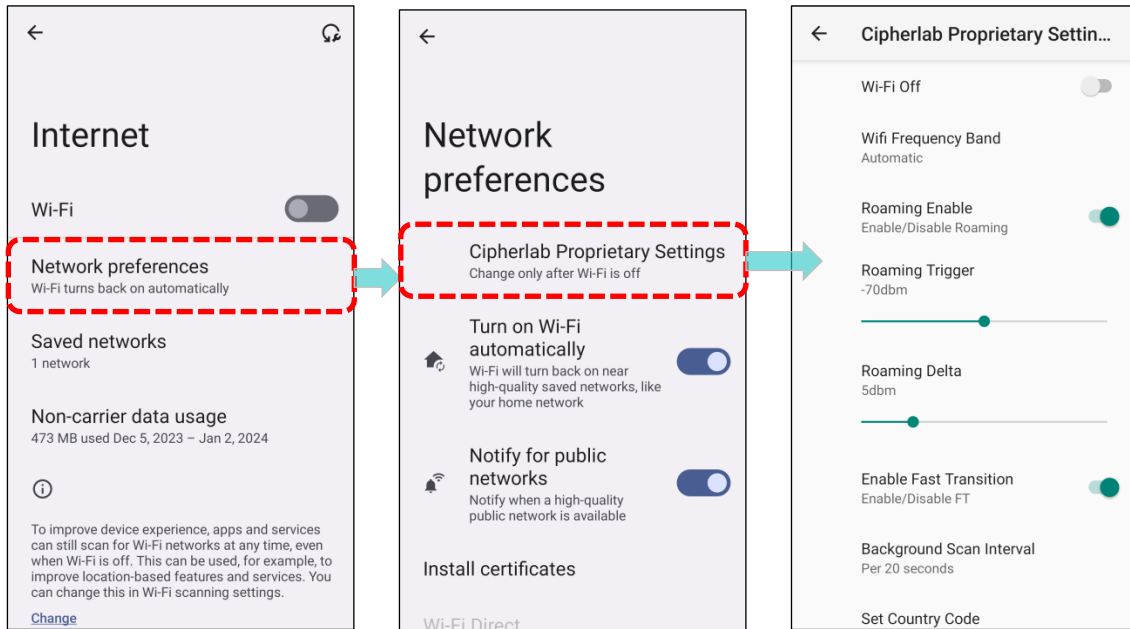 Internet
Wi-Fi
Network preferences
Wi-Fi turns back on automatically
Saved networks
1 network
Non-carrier data usage
473 MB used Dec 5, 2023 – Jan 2, 2024
To improve device experience, apps and services
can still scan for Wi-Fi networks at any time, even
when Wi-Fi is off. This can be used, for example, to
improve location-based features and services. You
can change this in Wi-Fi scanning settings.
Change
Network
preferences
Cipherlab Proprietary Settings
Change only after Wi-Fi is off
Turn on Wi-Fi
automatically
Wi-Fi will turn back on near
high-quality saved networks, like
your home network
Notify for public
networks
Notify when a high-quality
public network is available
Install certificates
Wi-Fi Direct
Cipherlab Proprietary Settin...
Wi-Fi Off
Wifi Frequency Band
Automatic
Roaming Enable
Enable/Disable Roaming
Roaming Trigger
-70dbm
Roaming Delta
5dbm
Enable Fast Transition
Enable/Disable FT
Background Scan Interval
Per 20 seconds
Set Country Code